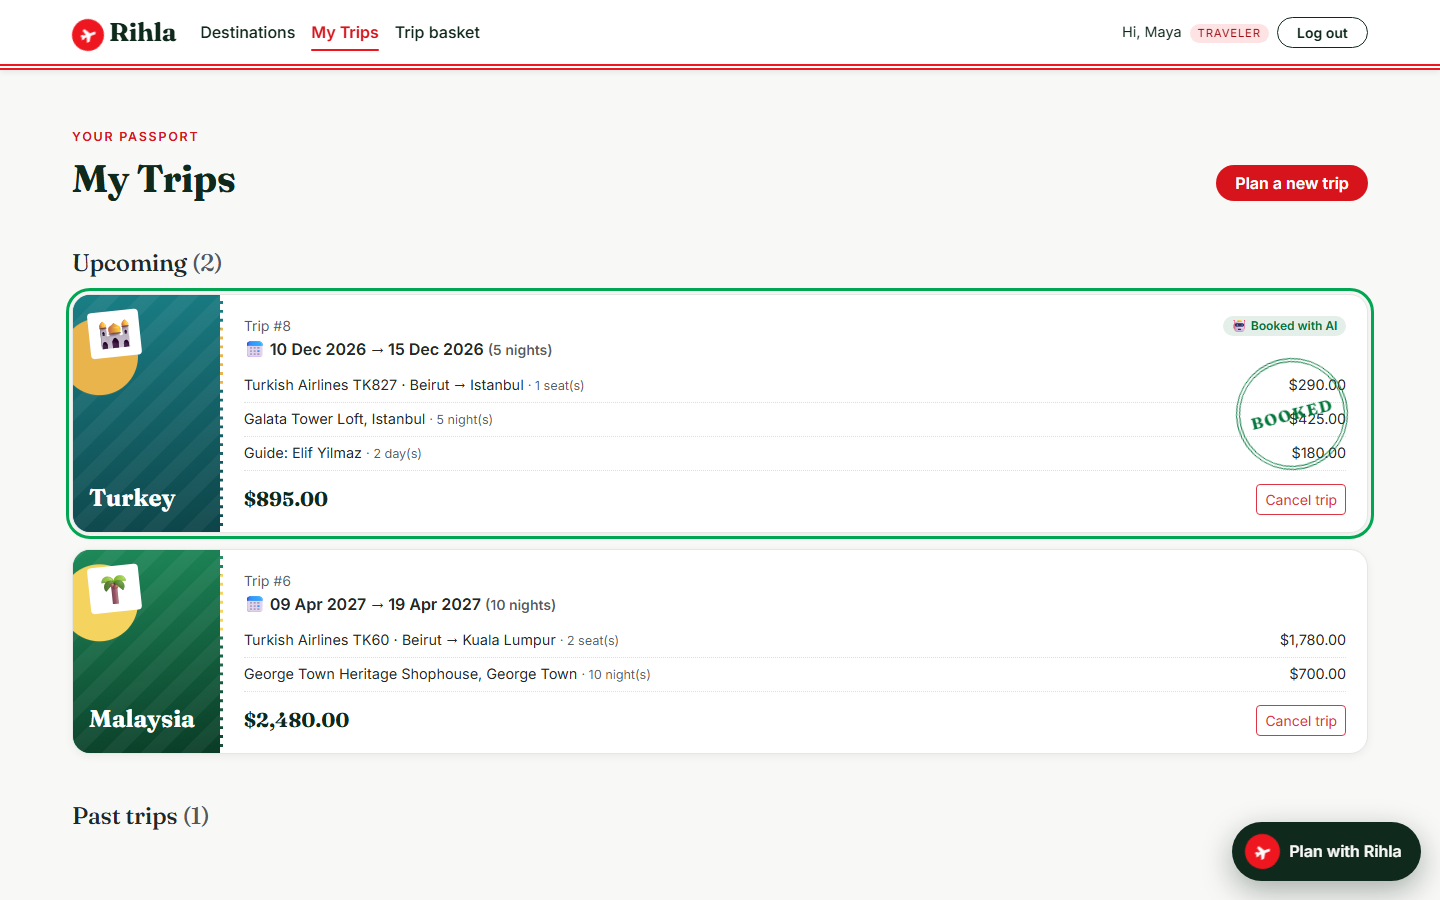 Rihla
Destinations
My Trips
Trip basket
Hi, Maya
TRAVELER
Log out
YOUR PASSPORT
My Trips
Plan a new trip
Upcoming (2)
Turkey
Trip #8
Booked with AI
10 Dec 2026 → 15 Dec 2026 (5 nights)
Turkish Airlines TK827 · Beirut → Istanbul · 1 seat(s)
$290.00
Galata Tower Loft, Istanbul · 5 night(s)
$425.00
BOOKED
Guide: Elif Yilmaz · 2 day(s)
$180.00
$895.00
Cancel trip
Malaysia
Trip #6
09 Apr 2027 → 19 Apr 2027 (10 nights)
Turkish Airlines TK60 · Beirut → Kuala Lumpur · 2 seat(s)
$1,780.00
George Town Heritage Shophouse, George Town · 10 night(s)
$700.00
$2,480.00
Cancel trip
Past trips (1)
Plan with Rihla